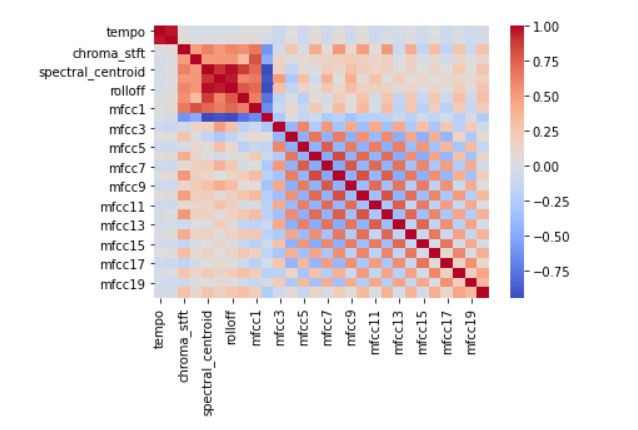 tempo
chroma_stft
spectral_centroid
rolloff
mfcc1
mfcc3
mfcc5
mfcc7
mfcc9
mfcc11
mfcc13
mfcc15
mfcc17
mfcc19
tempo
chroma_stft
spectral_centroid
rolloff
mfcc1
mfcc3
mfcc5
mfcc7
mfcc9
mfcc11
mfcc13
mfcc15
mfcc17
mfcc19
1.00
0.75
0.50
0.25
0.00
−0.25
−0.50
−0.75